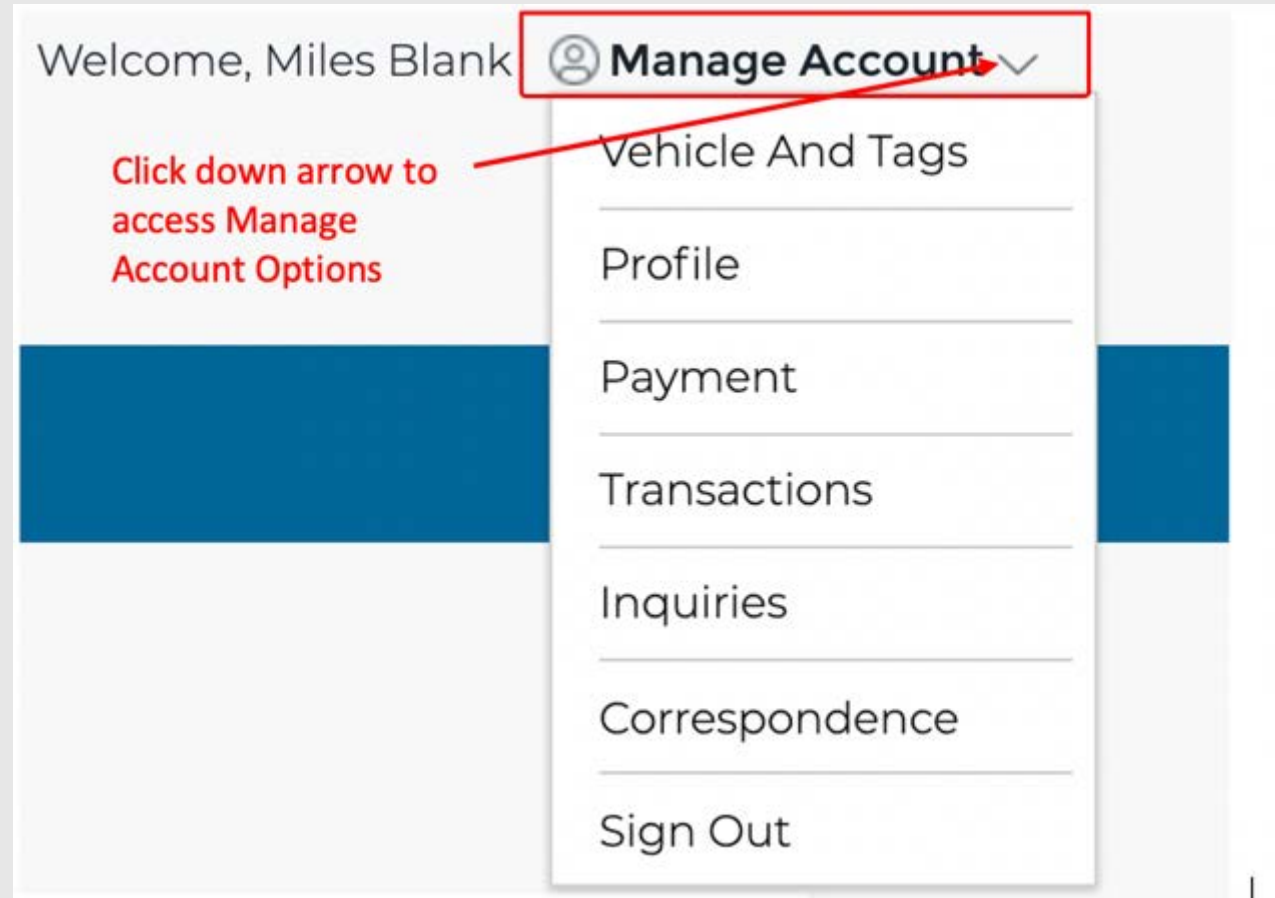 Welcome, Miles Blank Manage Account
Click down arrow to
access Manage
Account Options
Vehicle And Tags
Profile
Payment
Transactions
Inquiries
Correspondence
Sign Out